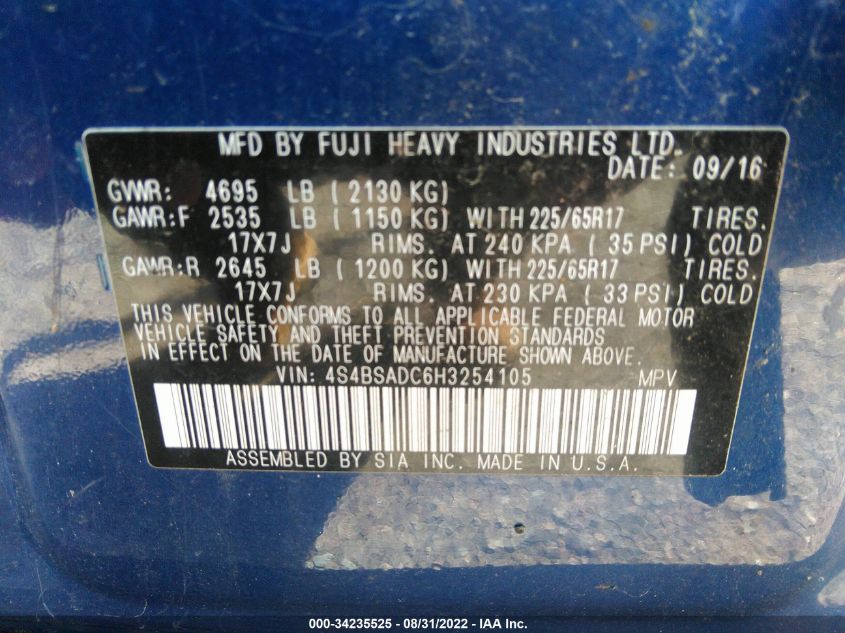 MFD BY FUJI HEAVY INDUSTRIES LTD.
DATE: 09/16
GVWR: 4695 LB ( 2130 KG)
GAWR:F 2535 LB ( 1150 KG) WITH 225/65R17 TIRES.
17X7J RIMS. AT 240 KPA ( 35 PSI) COLD
GAWR:R 2645 LB ( 1200 KG) WITH 225/65R17 TIRES.
17X7J RIMS. AT 230 KPA ( 33 PSI) COLD
THIS VEHICLE CONFORMS TO ALL APPLICABLE FEDERAL MOTOR
VEHICLE SAFETY AND THEFT PREVENTION STANDARDS
IN EFFECT ON THE DATE OF MANUFACTURE SHOWN ABOVE.
VIN: 4S4BSADC6H3254105 MPV
ASSEMBLED BY SIA INC. MADE IN U.S.A.
000-34235525 - 08/31/2022 - Copyright © IAA Inc